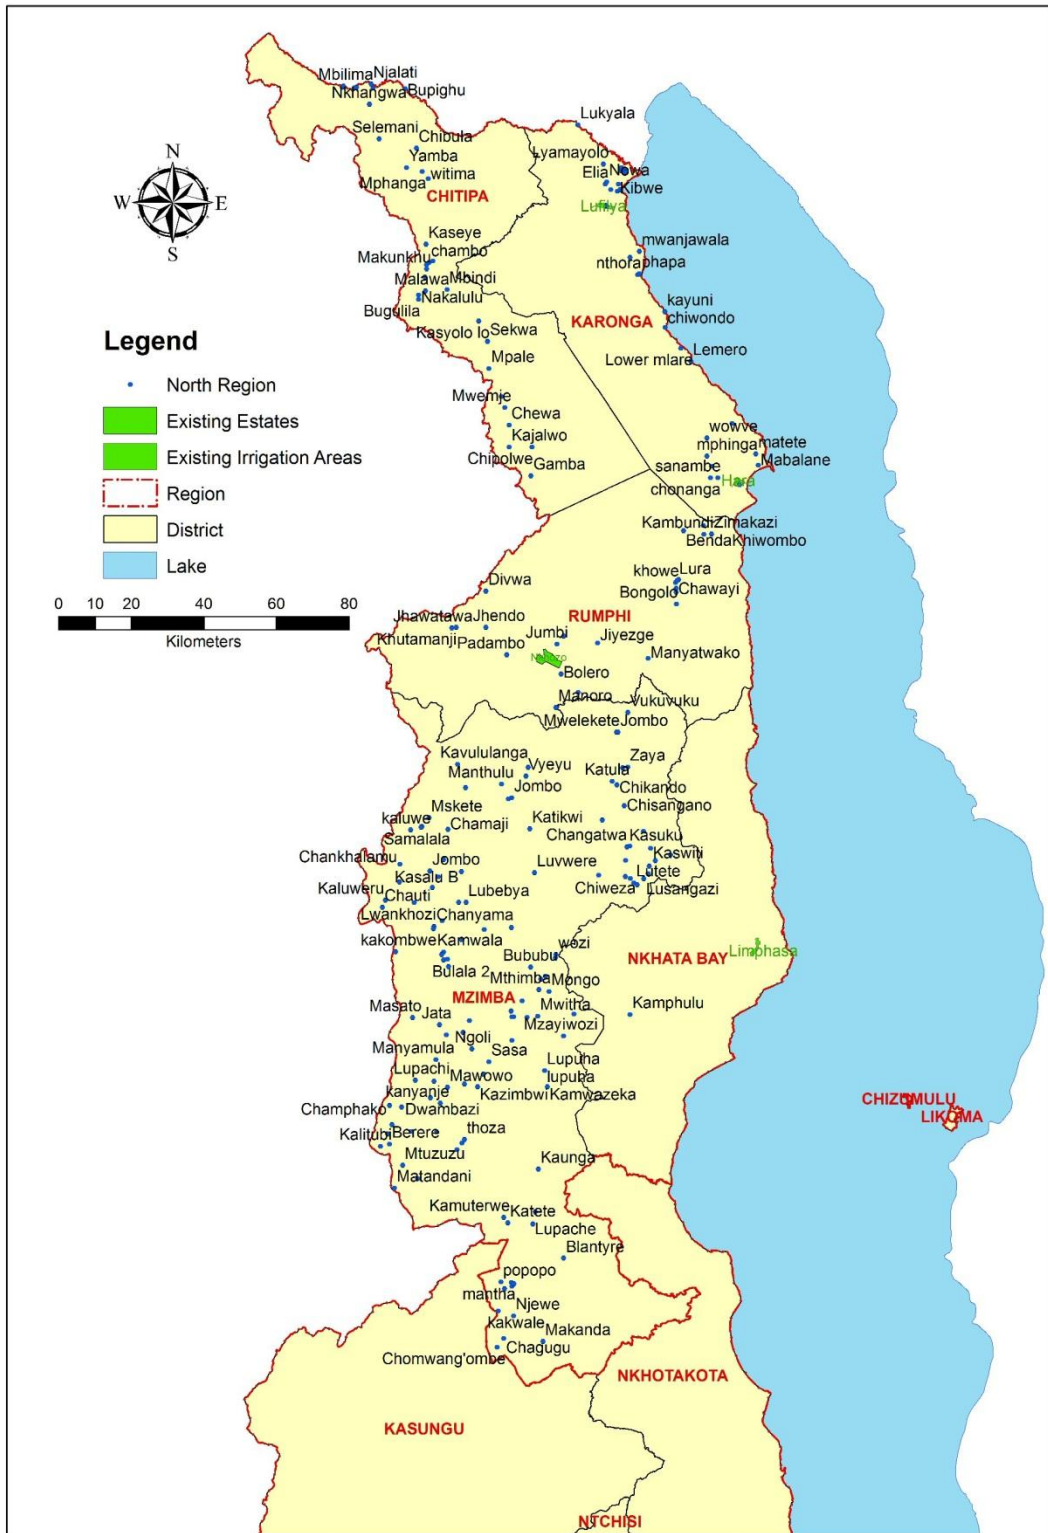 Mbilima
Njalati
Nkhangwa
Bupighu
Selemani
Chibula
Yamba
witima
Mphanga
CHITIPA
Lukyala
Lyamayolo
Elia
Nowa
Kibwe
Lufilya
N
W
E
S
Kaseye
Makunkhu
chambo
Malawa
Mbindi
Nakalulu
Bugulila
mwanjawala
nthora
phapa
kayuni
chiwondo
KARONGA
Lemero
Lower mlare
Kasyolo lo
Sekwa
Mpale
Mwemje
Chewa
Kajalwo
Chipolwe
Gamba
wovve
mphinga
matete
Mabalane
sanambe
Hara
chonanga
Legend
North Region
Existing Estates
Existing Irrigation Areas
Region
District
Lake
0 10 20 40 60 80
Kilometers
Kambundi
Zimakazi
Benda
Khiwombo
khowe
Lura
Bongolo
Chawayi
Divwa
RUMPHI
Jhawatawa
Jhendo
Khutamanji
Padambo
Jumbi
Jiyezge
Manyatwako
Bolero
Manoro
Vukuvuku
Mwelekete
Jombo
Kavululanga
Vyeyu
Manthulu
Jombo
Katula
Zaya
Chikando
Chisangano
Mskete
kaluwe
Chamaji
Samalala
Katikwi
Changatwa
Kasuku
Chankhalamu
Jombo
Luvwere
Kaswiti
Kasalu B
Lutete
Kaluweru
Chauti
Lubebya
Chiweza
Lusangazi
Lwankhozi
Chanyama
kakombwe
Kamwala
wozi
Bububu
Bulala 2
Mthimba
Mongo
NKHATA BAY
Limphasa
MZIMBA
Masato
Jata
Mwitha
Kamphulu
Mzayiwozi
Ngoli
Manyamula
Sasa
Lupachi
Mawowo
Lupuha
lupuha
kanyanje
Kazimbwi
Kamwazeka
Champhako
Dwambazi
Kalitubi
Berere
thoza
Mtuzuzu
Matandani
Kaunga
CHIZUMULU
LIKOMA
Kamuterwe
Katete
Lupache
Blantyre
popopo
mantha
Njewe
kakwale
Makanda
Chagugu
Chomwang'ombe
NKHOTAKOTA
KASUNGU
NTCHISI